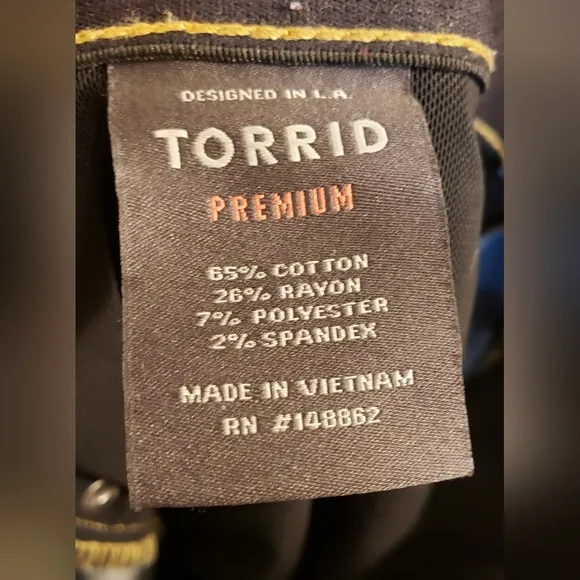 DESIGNED IN L.A.
TORRID
PREMIUM
65% COTTON
26% RAYON
7% POLYESTER
2% SPANDEX
MADE IN VIETNAM
RN #148862